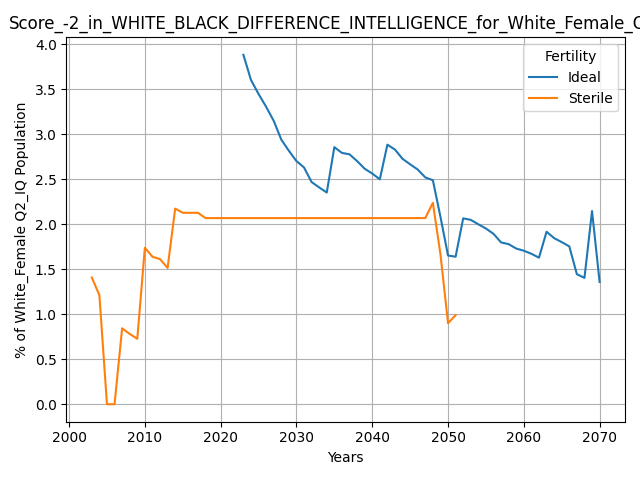 Score_-2_in_WHITE_BLACK_DIFFERENCE_INTELLIGENCE_for_White_Female_
Fertility
Ideal
Sterile
% of White_Female Q2_IQ Population
4.0
3.5
3.0
2.5
2.0
1.5
1.0
0.5
0.0
2000 2010 2020 2030 2040 2050 2060 2070
Years